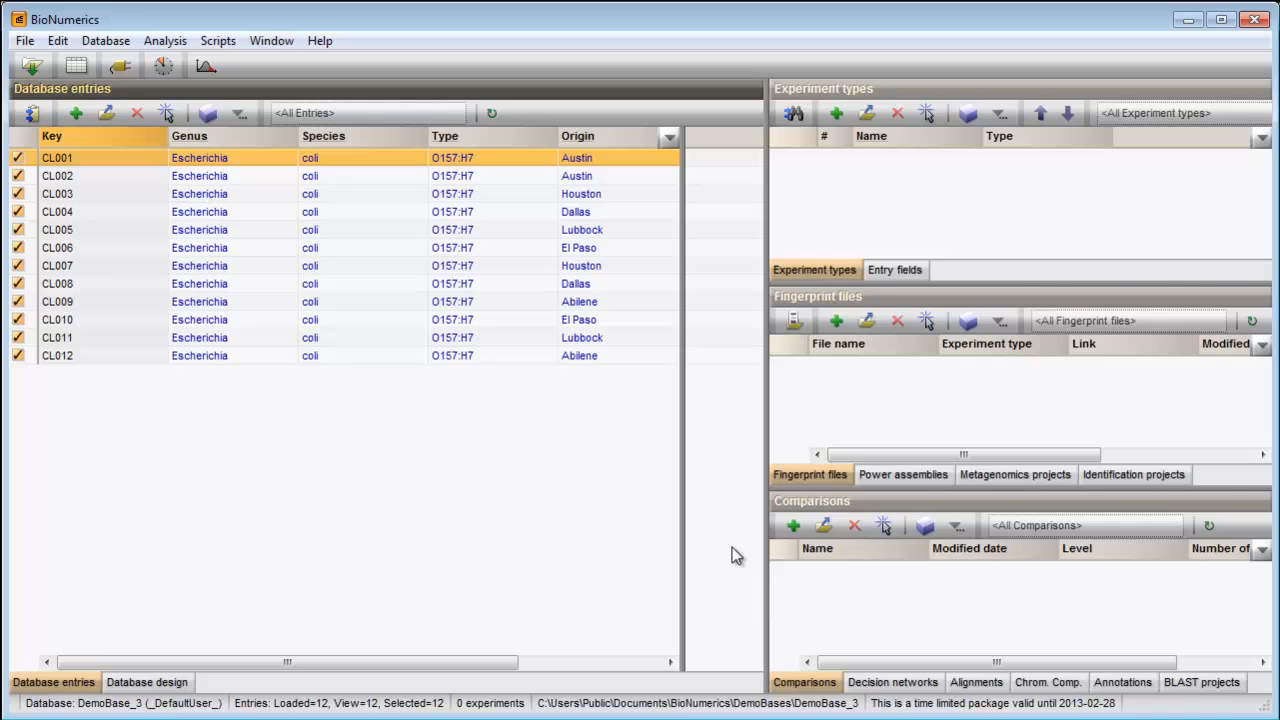 BioNumerics
File Edit Database Analysis Scripts Window Help
Database entries
<All Entries>
Key Genus Species Type Origin
CL001 Escherichia coli O157:H7 Austin
CL002 Escherichia coli O157:H7 Austin
CL003 Escherichia coli O157:H7 Houston
CL004 Escherichia coli O157:H7 Dallas
CL005 Escherichia coli O157:H7 Lubbock
CL006 Escherichia coli O157:H7 El Paso
CL007 Escherichia coli O157:H7 Houston
CL008 Escherichia coli O157:H7 Dallas
CL009 Escherichia coli O157:H7 Abilene
CL010 Escherichia coli O157:H7 El Paso
CL011 Escherichia coli O157:H7 Lubbock
CL012 Escherichia coli O157:H7 Abilene
Database entries Database design
Experiment types
<All Experiment types>
# Name Type
Experiment types Entry fields
Fingerprint files
<All Fingerprint files>
File name Experiment type Link Modified
Fingerprint files Power assemblies Metagenomics projects Identification projects
Comparisons
<All Comparisons>
Name Modified date Level Number of
Comparisons Decision networks Alignments Chrom. Comp. Annotations BLAST projects
Database: DemoBase_3 (_DefaultUser_) Entries: Loaded=12, View=12, Selected=12 0 experiments C:\Users\Public\Documents\BioNumerics\DemoBases\DemoBase_3 This is a time limited package valid until 2013-02-28